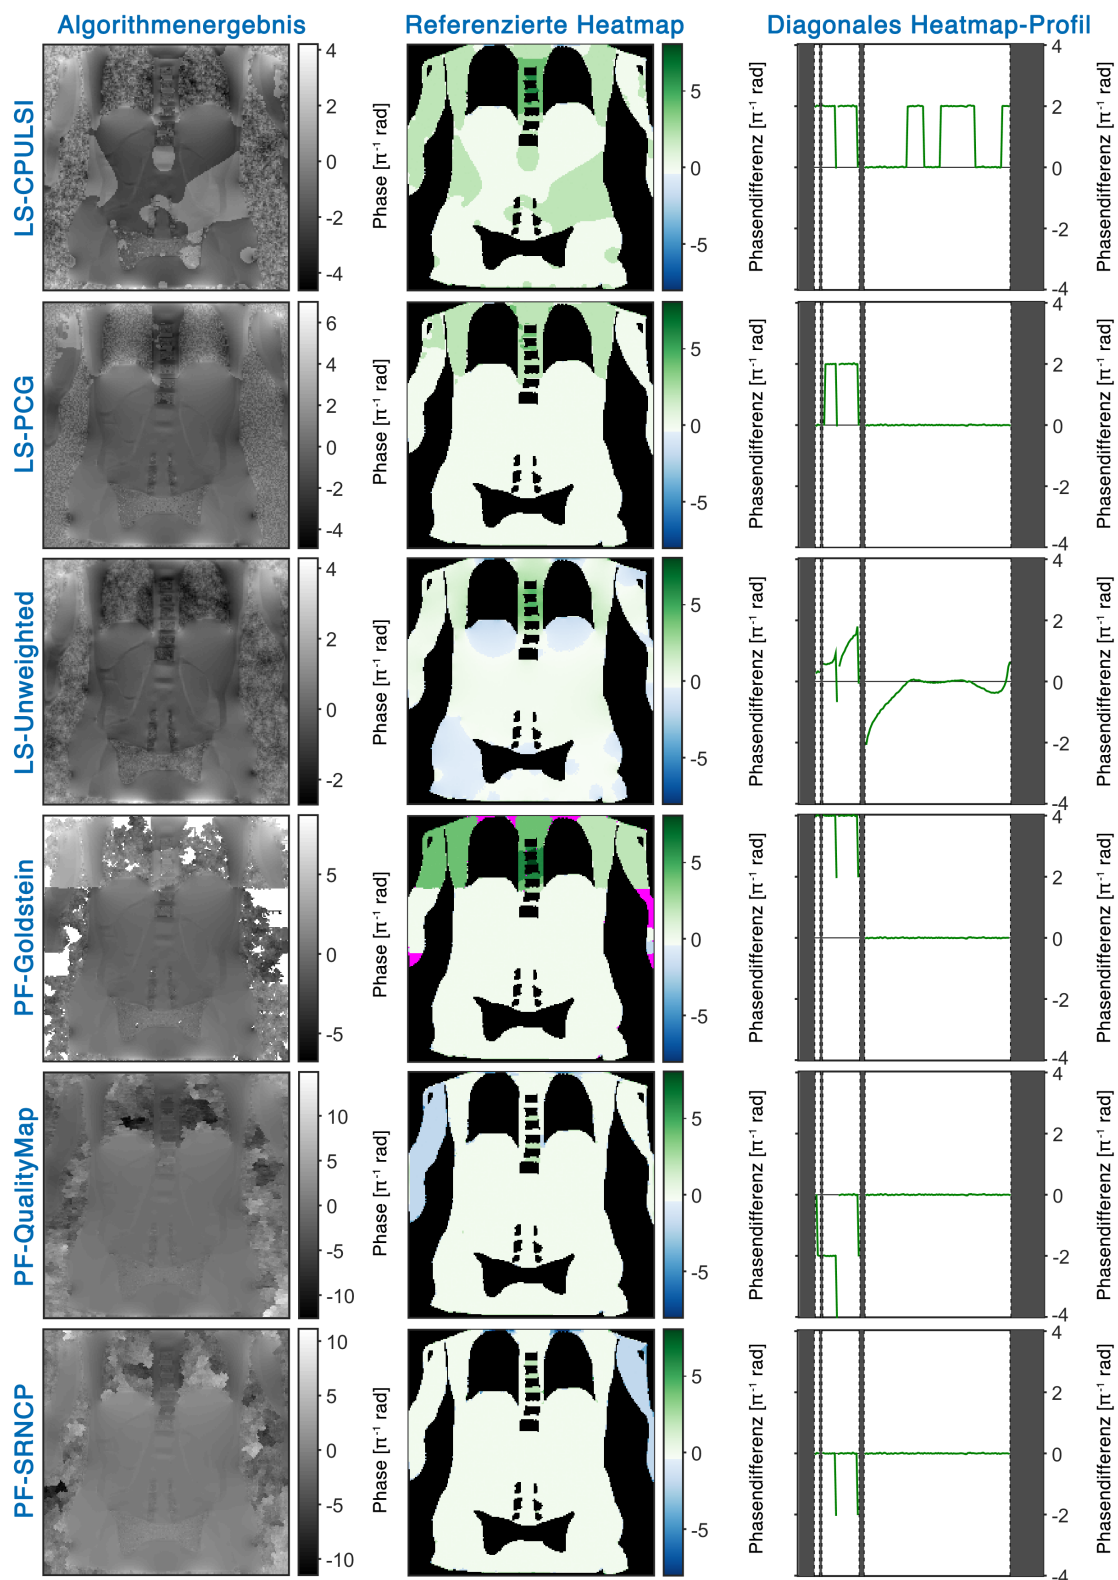 Algorithmenergebnis Referenzierte Heatmap Diagonales Heatmap-Profil
LS-CPULSI
4
2
0
-2
-4
Phase [π⁻¹ rad]
5
0
-5
Phase [π⁻¹ rad]
Phasendifferenz [π⁻¹ rad]
4
2
0
-2
-4
Phasendifferenz [π⁻¹ rad]
LS-PCG
6
4
2
0
-2
-4
Phase [π⁻¹ rad]
5
0
-5
Phasendifferenz [π⁻¹ rad]
4
2
0
-2
-4
Phasendifferenz [π⁻¹ rad]
LS-Unweighted
4
2
0
-2
Phase [π⁻¹ rad]
5
0
-5
Phasendifferenz [π⁻¹ rad]
4
2
0
-2
-4
Phasendifferenz [π⁻¹ rad]
PF-Goldstein
5
0
-5
Phase [π⁻¹ rad]
5
0
-5
Phasendifferenz [π⁻¹ rad]
4
2
0
-2
-4
Phasendifferenz [π⁻¹ rad]
PF-QualityMap
10
5
0
-5
-10
Phase [π⁻¹ rad]
5
0
-5
Phasendifferenz [π⁻¹ rad]
4
2
0
-2
-4
Phasendifferenz [π⁻¹ rad]
PF-SRNCP
10
5
0
-5
-10
Phase [π⁻¹ rad]
5
0
-5
Phasendifferenz [π⁻¹ rad]
4
2
0
-2
-4
Phasendifferenz [π⁻¹ rad]